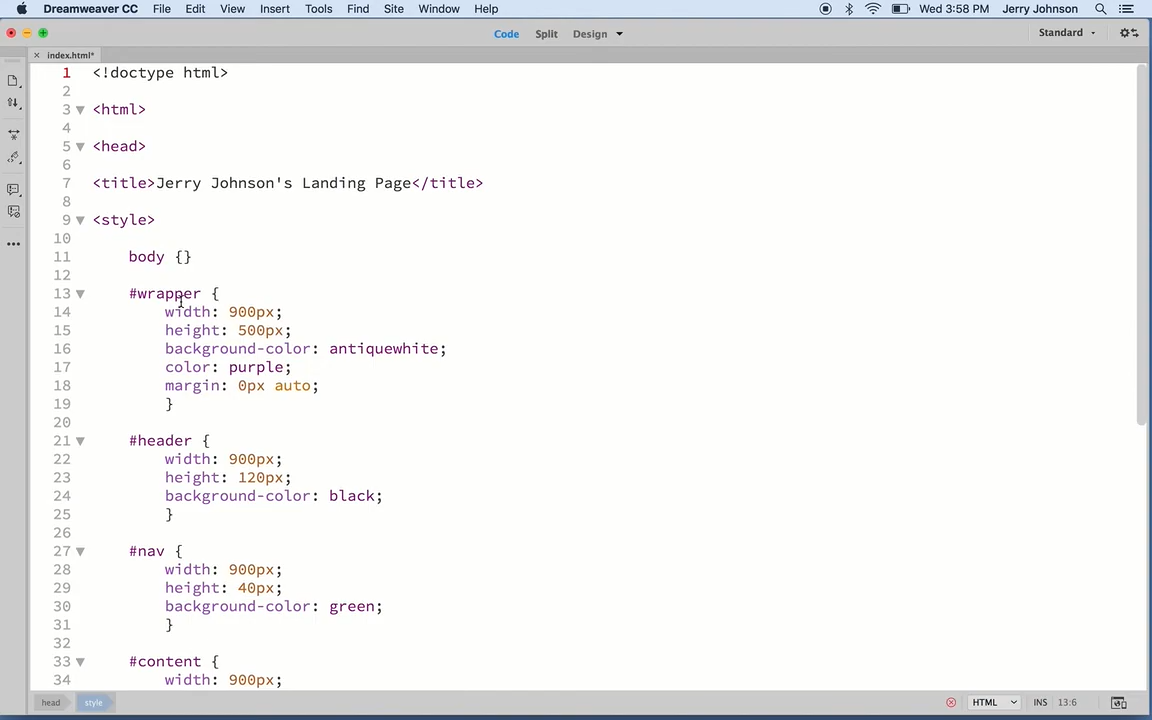 Dreamweaver CC File Edit View Insert Tools Find Site Window Help Wed 3:58 PM Jerry Johnson
Code Split Design Standard
index.html*
1 <!doctype html>
2
3 <html>
4
5 <head>
6
7 <title>Jerry Johnson's Landing Page</title>
8
9 <style>
10
11 body {}
12
13 #wrapper {
14 width: 900px;
15 height: 500px;
16 background-color: antiquewhite;
17 color: purple;
18 margin: 0px auto;
19 }
20
21 #header {
22 width: 900px;
23 height: 120px;
24 background-color: black;
25 }
26
27 #nav {
28 width: 900px;
29 height: 40px;
30 background-color: green;
31 }
32
33 #content {
34 width: 900px;
head style HTML INS 13:6